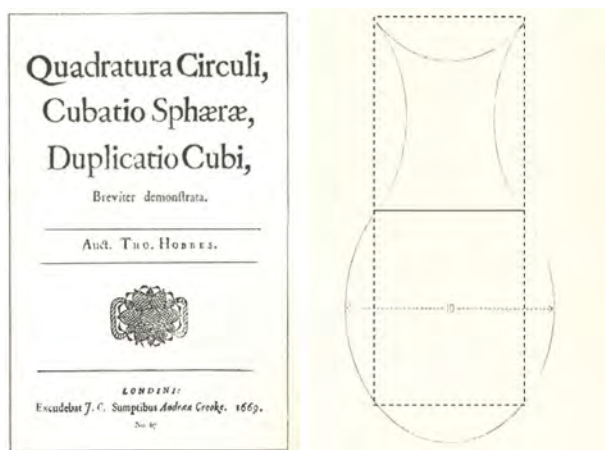 Quadratura Circuli,
Cubatio Sphæræ,
Duplicatio Cubi,
Breviter demonſtrata.
Auct. THO. HOBBES.
LONDINI:
Excudebat J. C. Sumptibus Andreæ Crooke. 1669.
10